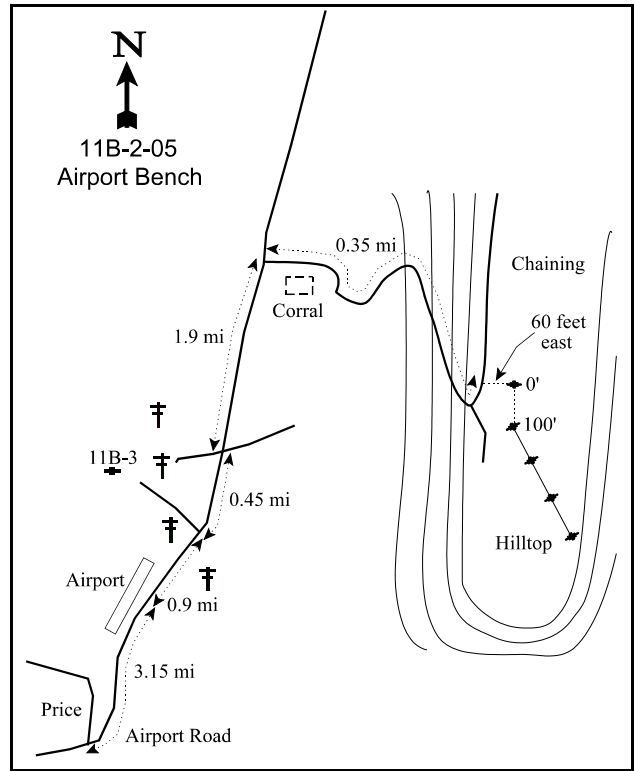 N
11B-2-05
Airport Bench
0.35 mi
Chaining
Corral
60 feet
east
1.9 mi
0'
100'
11B-3
0.45 mi
Hilltop
Airport
0.9 mi
3.15 mi
Price
Airport Road